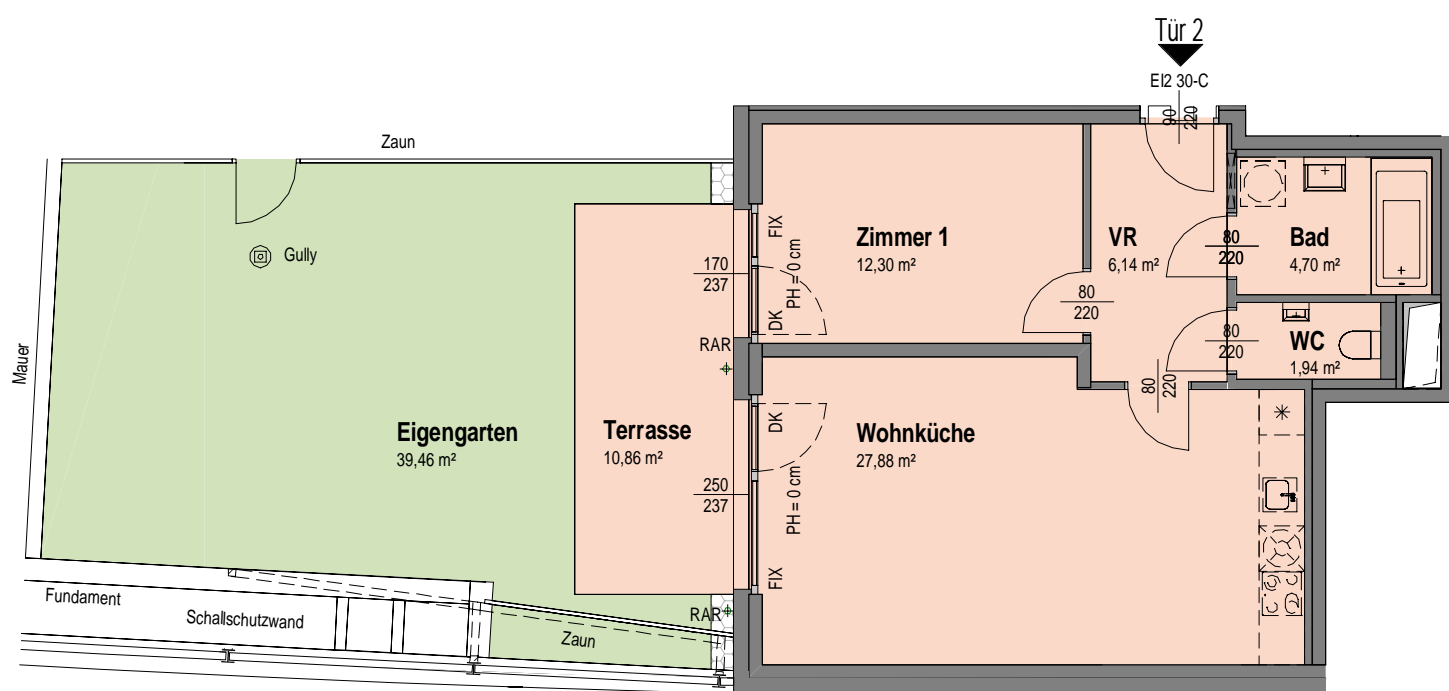 Tür 2
EI2 30-C
90
220
Zaun
Gully
Mauer
Eigengarten
39,46 m²
Terrasse
10,86 m²
170
237
RAR
250
237
RAR
FIX
PH = 0 cm
DK
DK
PH = 0 cm
FIX
Zimmer 1
12,30 m²
80
220
VR
6,14 m²
80
220
Bad
4,70 m²
80
220
WC
1,94 m²
80
220
Wohnküche
27,88 m²
Fundament
Schallschutzwand
Zaun